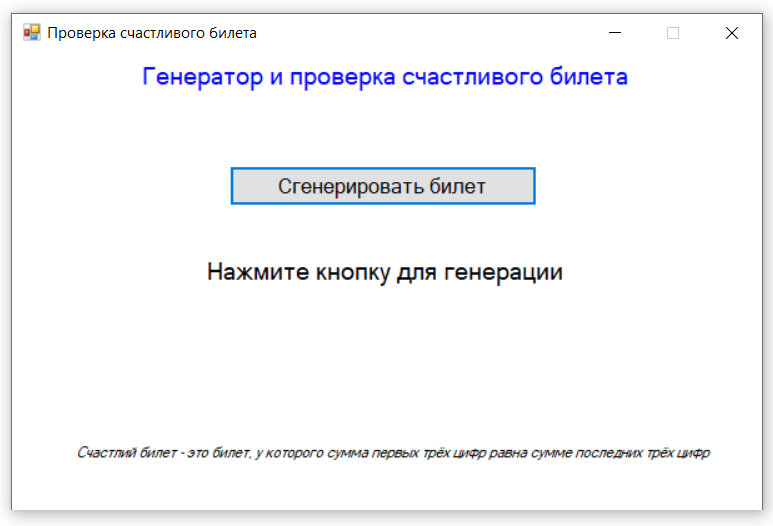 Проверка счастливого билета
Генератор и проверка счастливого билета
Сгенерировать билет
Нажмите кнопку для генерации
Счастлий билет - это билет, у которого сумма первых трёх цифр равна сумме последних трёх цифр